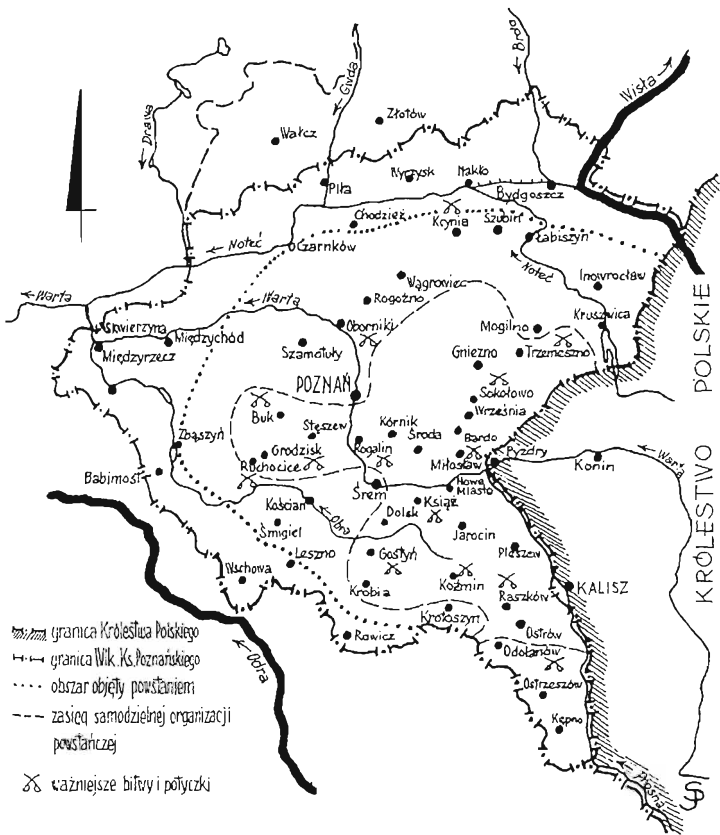 ← Brda
Wisła →
← Gwda
← Drawa
Złotów
Wałcz
Wyrzysk
Nakło
Piła
Bydgoszcz
Chodzież
Kcynia
Szubin
Łabiszyn
← Noteć
Czarnków
← Noteć
Inowrocław
Wągrowiec
← Warta
← Warta
Rogoźno
Kruszwica
Skwierzyna
Międzychód
Oborniki
Mogilno
Międzyrzecz
Szamotuły
Gniezno
Trzemeszno
POZNAŃ
Sokołowo
Buk
Września
Stęszew
Kórnik
Zbąszyń
Środa
Bardo
Grodzisk
Rogalin
Pyzdry
← Warta
Ruchocice
Miłosław
Konin
Babimost
Śrem
Nowe
Miasto
Kościan
Dolsk
Książ
← Obra
Śmigiel
Jarocin
Leszno
Gostyń
Pleszew
Wschowa
Krobia
Koźmin
KALISZ
Raszków
Krotoszyn
Rawicz
Ostrów
Odolanów
← Odra
Ostrzeszów
Kępno
← Prosna
KRÓLESTWO POLSKIE
granica Królestwa Polskiego
granica Wlk. Ks. Poznańskiego
obszar objęty powstaniem
zasięg samodzielnej organizacji
powstańczej
ważniejsze bitwy i potyczki